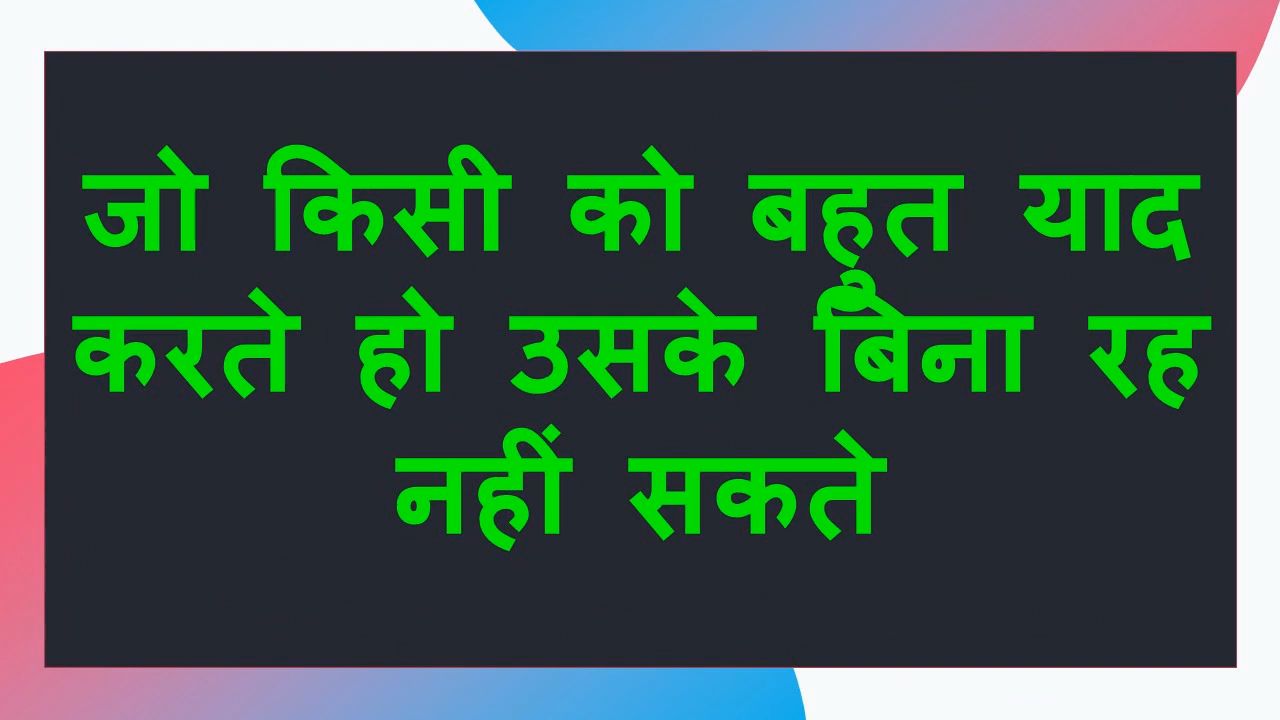 जो किसी को बहुत याद
करते हो उसके बिना रह
नहीं सकते